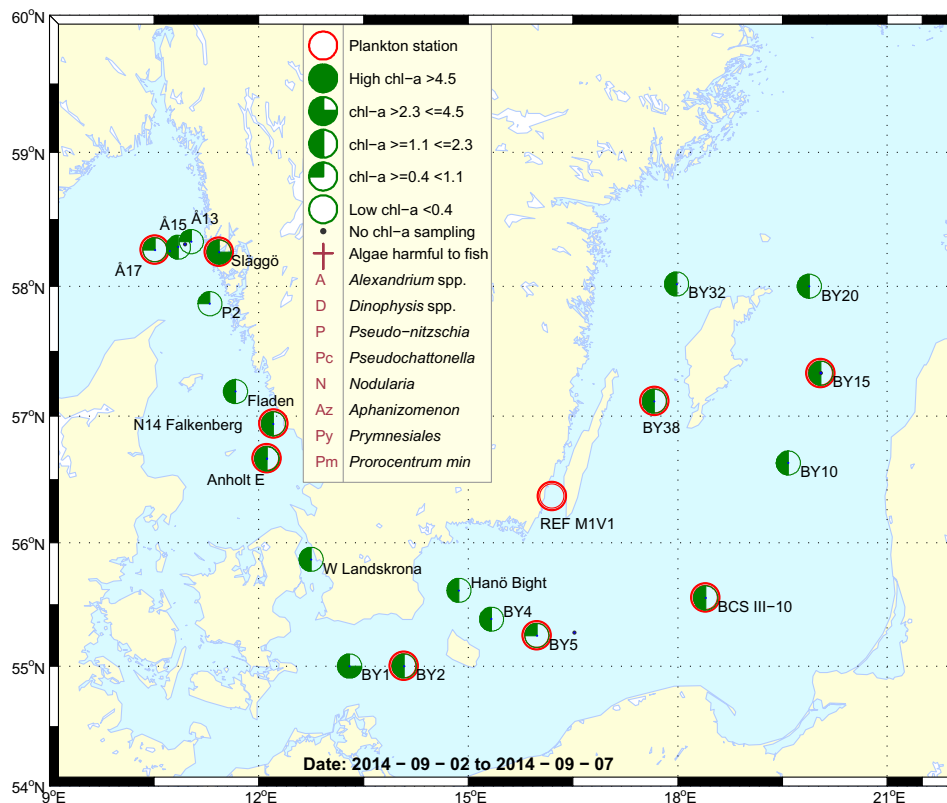 60°N
59°N
58°N
57°N
56°N
55°N
54°N
9°E
12°E
15°E
18°E
21°E
Plankton station
High chl−a >4.5
chl−a >2.3 <=4.5
chl−a >=1.1 <=2.3
chl−a >=0.4 <1.1
Low chl−a <0.4
No chl−a sampling
Algae harmful to fish
A Alexandrium spp.
D Dinophysis spp.
P Pseudo−nitzschia
Pc Pseudochattonella
N Nodularia
Az Aphanizomenon
Py Prymnesiales
Pm Prorocentrum min
Å13
Å15
Å17
Släggö
P2
Fladen
N14 Falkenberg
Anholt E
W Landskrona
Hanö Bight
BY4
BY5
BY1
BY2
REF M1V1
BCS III−10
BY32
BY20
BY15
BY38
BY10
Date: 2014 − 09 − 02 to 2014 − 09 − 07